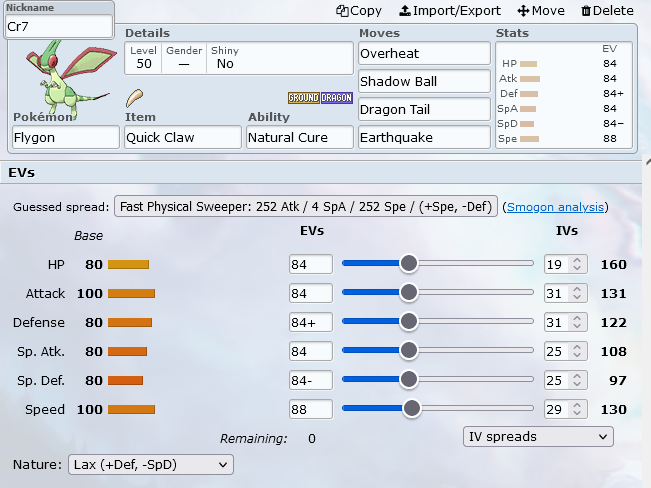 Nickname
Cr7
Copy Import/Export Move Delete
Details Moves Stats
Level Gender Shiny
50 — No
Overheat
Shadow Ball
Dragon Tail
Earthquake
EV
HP 84
Atk 84
Def 84+
SpA 84
SpD 84−
Spe 88
GROUND DRAGON
Pokémon Item Ability
Flygon Quick Claw Natural Cure
EVs
Guessed spread: Fast Physical Sweeper: 252 Atk / 4 SpA / 252 Spe / (+Spe, -Def) (Smogon analysis)
Base EVs IVs
HP 80 84 19 160
Attack 100 84 31 131
Defense 80 84+ 31 122
Sp. Atk. 80 84 25 108
Sp. Def. 80 84- 25 97
Speed 100 88 29 130
Remaining: 0 IV spreads
Nature: Lax (+Def, -SpD)